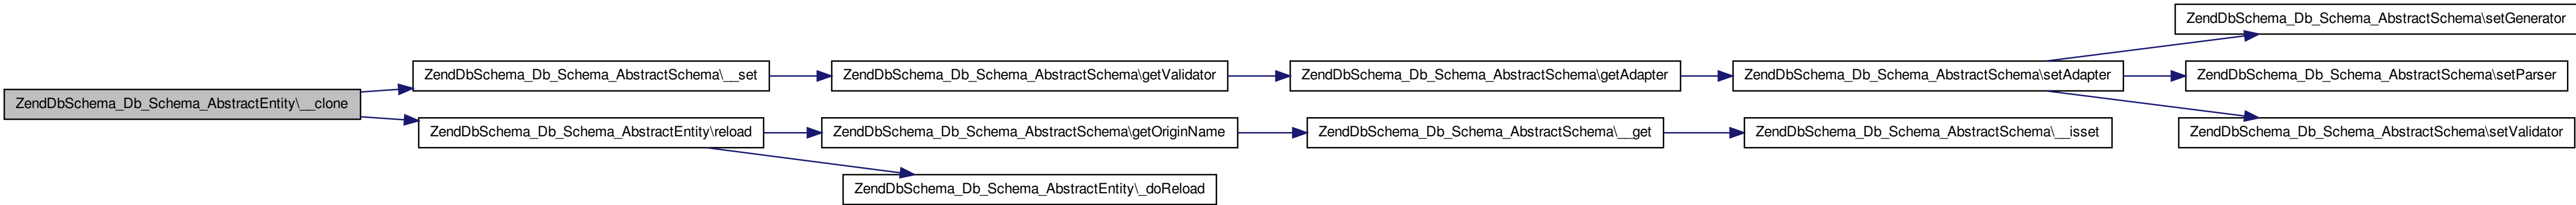 ZendDbSchema_Db_Schema_AbstractSchema\setGenerator
ZendDbSchema_Db_Schema_AbstractSchema\__set
ZendDbSchema_Db_Schema_AbstractSchema\getValidator
ZendDbSchema_Db_Schema_AbstractSchema\getAdapter
ZendDbSchema_Db_Schema_AbstractSchema\setAdapter
ZendDbSchema_Db_Schema_AbstractSchema\setParser
ZendDbSchema_Db_Schema_AbstractEntity\__clone
ZendDbSchema_Db_Schema_AbstractEntity\reload
ZendDbSchema_Db_Schema_AbstractSchema\getOriginName
ZendDbSchema_Db_Schema_AbstractSchema\__get
ZendDbSchema_Db_Schema_AbstractSchema\__isset
ZendDbSchema_Db_Schema_AbstractSchema\setValidator
ZendDbSchema_Db_Schema_AbstractEntity\_doReload